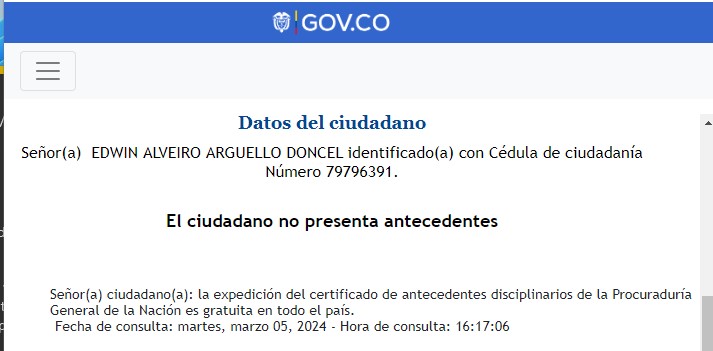 GOV.CO
Datos del ciudadano
Señor(a)  EDWIN ALVEIRO ARGUELLO DONCEL identificado(a) con Cédula de ciudadanía
Número 79796391.
El ciudadano no presenta antecedentes
Señor(a) ciudadano(a): la expedición del certificado de antecedentes disciplinarios de la Procuraduría
General de la Nación es gratuita en todo el país.
Fecha de consulta: martes, marzo 05, 2024 - Hora de consulta: 16:17:06